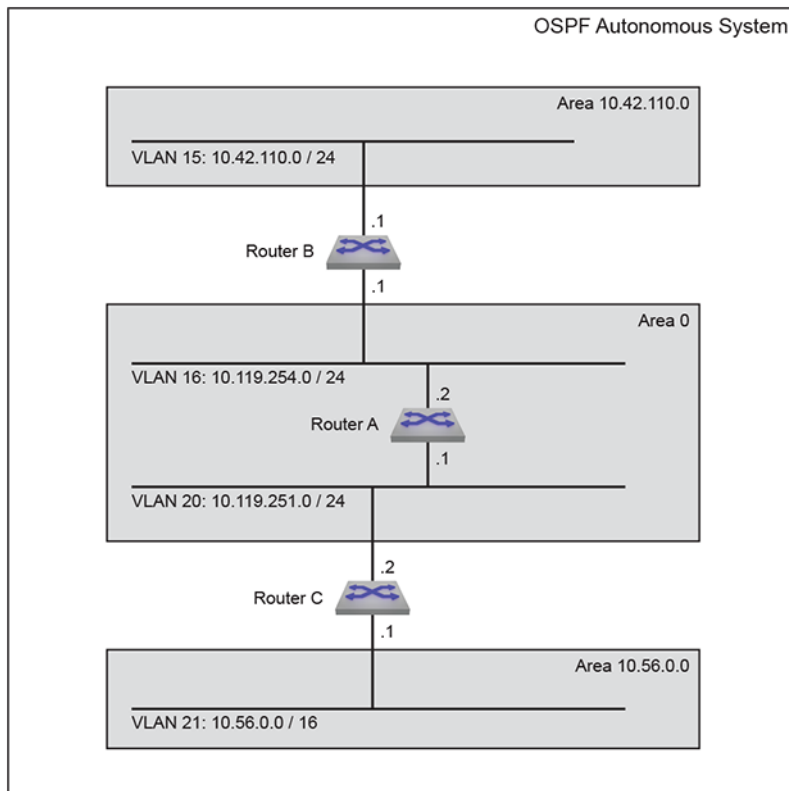 OSPF Autonomous System
Area 10.42.110.0
VLAN 15: 10.42.110.0 / 24
.1
Router B
.1
Area 0
VLAN 16: 10.119.254.0 / 24
.2
Router A
.1
VLAN 20: 10.119.251.0 / 24
.2
Router C
.1
Area 10.56.0.0
VLAN 21: 10.56.0.0 / 16